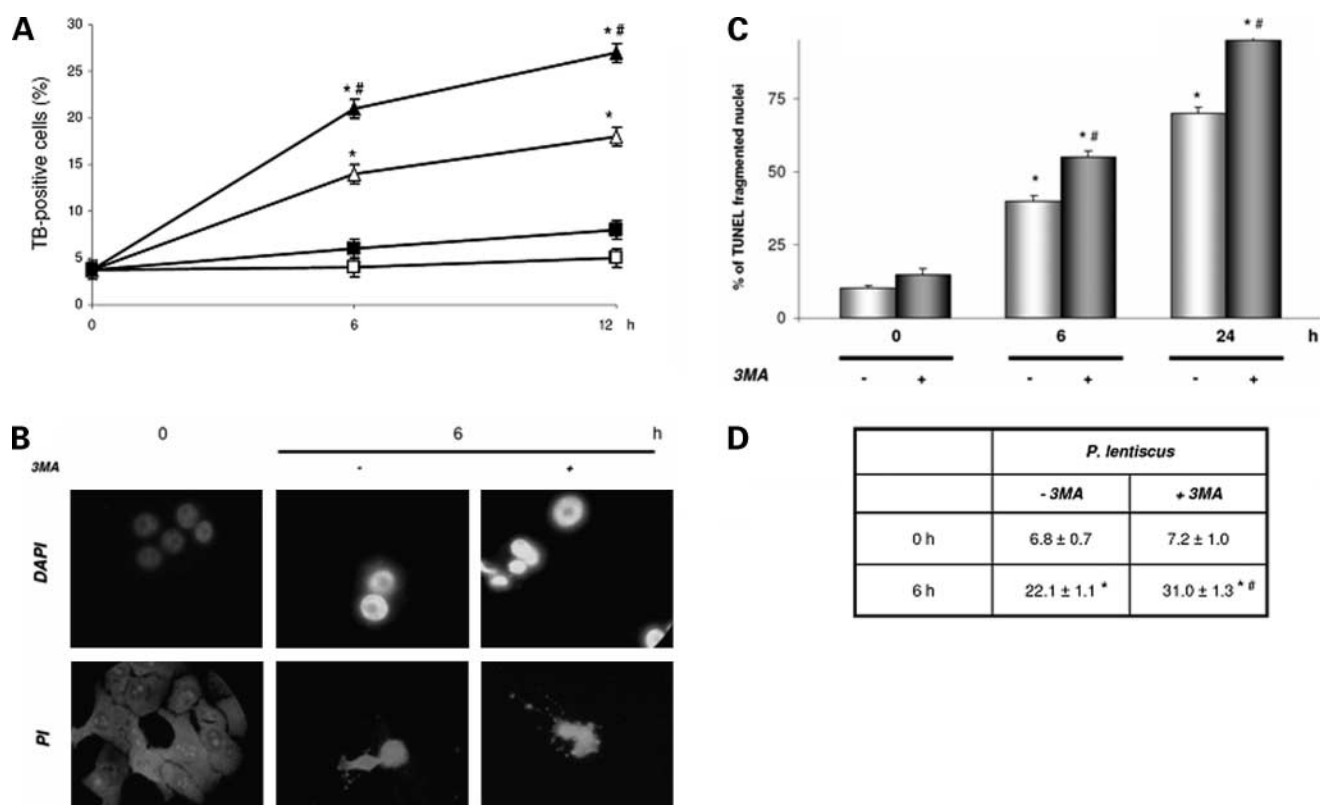 A
TB-positive cells (%)
30
25
20
15
10
5
0
* #
* #
*
*
0 6 12 h
B
0 6 h
3MA - +
DAPI
PI
C
% of TUNEL fragmented nuclei
75
50
25
0
*
* #
*
* #
0 6 24 h
3MA - + - + - +
D
P. lentiscus
- 3MA + 3MA
0 h 6.8 ± 0.7 7.2 ± 1.0
6 h 22.1 ± 1.1 * 31.0 ± 1.3 * #